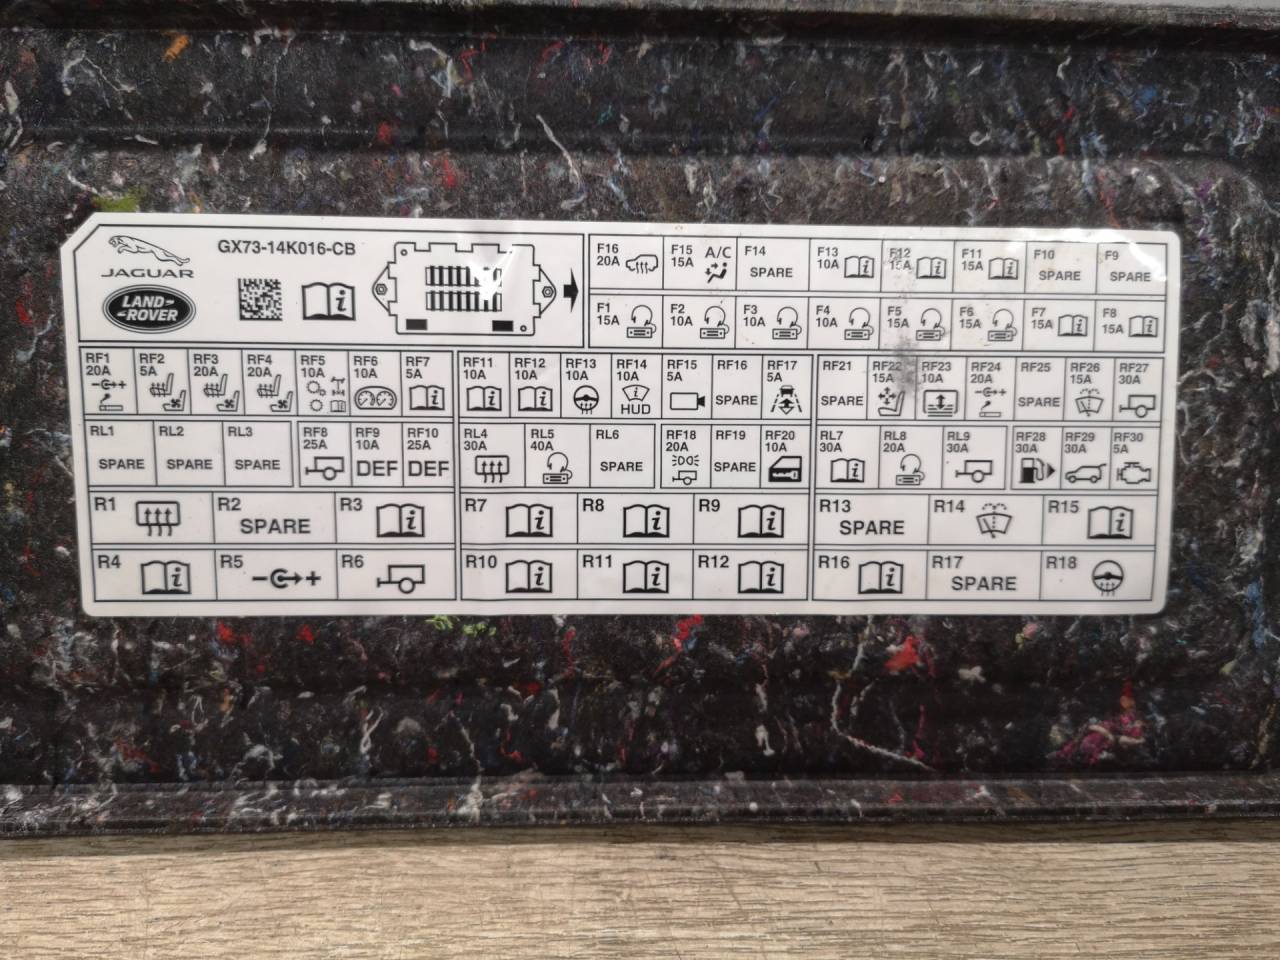 JAGUAR
LAND-
ROVER
GX73-14K016-CB
F16 20A
F15 15A A/C
F14 SPARE
F13 10A
F12 15A
F11 15A
F10 SPARE
F9 SPARE
F1 15A
F2 10A
F3 10A
F4 10A
F5 15A
F6 15A
F7 15A
F8 15A
RF1 20A
RF2 5A
RF3 20A
RF4 20A
RF5 10A
RF6 10A
RF7 5A
RF11 10A
RF12 10A
RF13 10A
RF14 10A HUD
RF15 5A
RF16 SPARE
RF17 5A
RF21 SPARE
RF22 15A
RF23 10A
RF24 20A
RF25 SPARE
RF26 15A
RF27 30A
RL1 SPARE
RL2 SPARE
RL3 SPARE
RF8 25A
RF9 10A DEF
RF10 25A DEF
RL4 30A
RL5 40A
RL6 SPARE
RF18 20A
RF19 SPARE
RF20 10A
RL7 30A
RL8 20A
RL9 30A
RF28 30A
RF29 30A
RF30 5A
R1
R2 SPARE
R3
R7
R8
R9
R13 SPARE
R14
R15
R4
R5
R6
R10
R11
R12
R16
R17 SPARE
R18